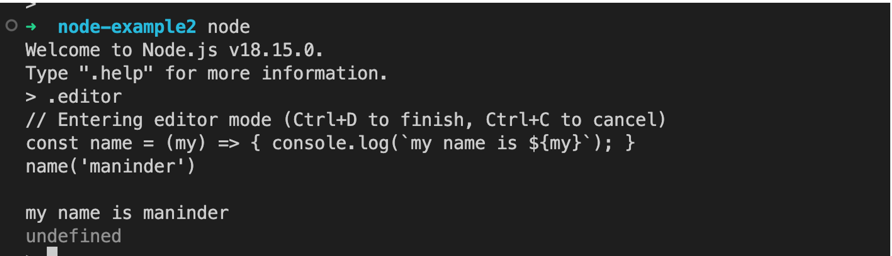 >
→ node-example2 node
Welcome to Node.js v18.15.0.
Type ".help" for more information.
> .editor
// Entering editor mode (Ctrl+D to finish, Ctrl+C to cancel)
const name = (my) => { console.log(`my name is ${my}`); }
name('maninder')
my name is maninder
undefined